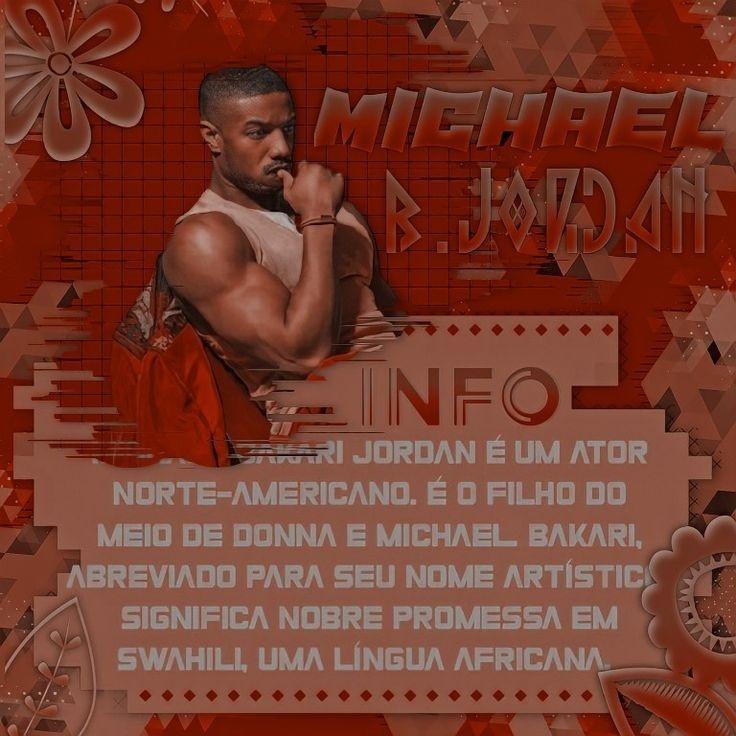 MICHAEL
B.JORDAN
INFO
BAKARI JORDAN É UM ATOR
NORTE-AMERICANO. É O FILHO DO
MEIO DE DONNA E MICHAEL. BAKARI,
ABREVIADO PARA SEU NOME ARTÍSTICO
SIGNIFICA NOBRE PROMESSA EM
SWAHILI, UMA LÍNGUA AFRICANA.